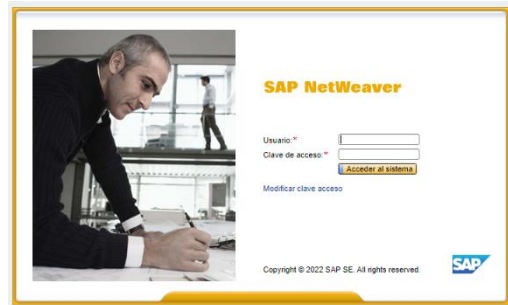 SAP NetWeaver
Usuario:*
Clave de acceso:*
Acceder al sistema
Modificar clave acceso
Copyright © 2022 SAP SE. All rights reserved.
SAP